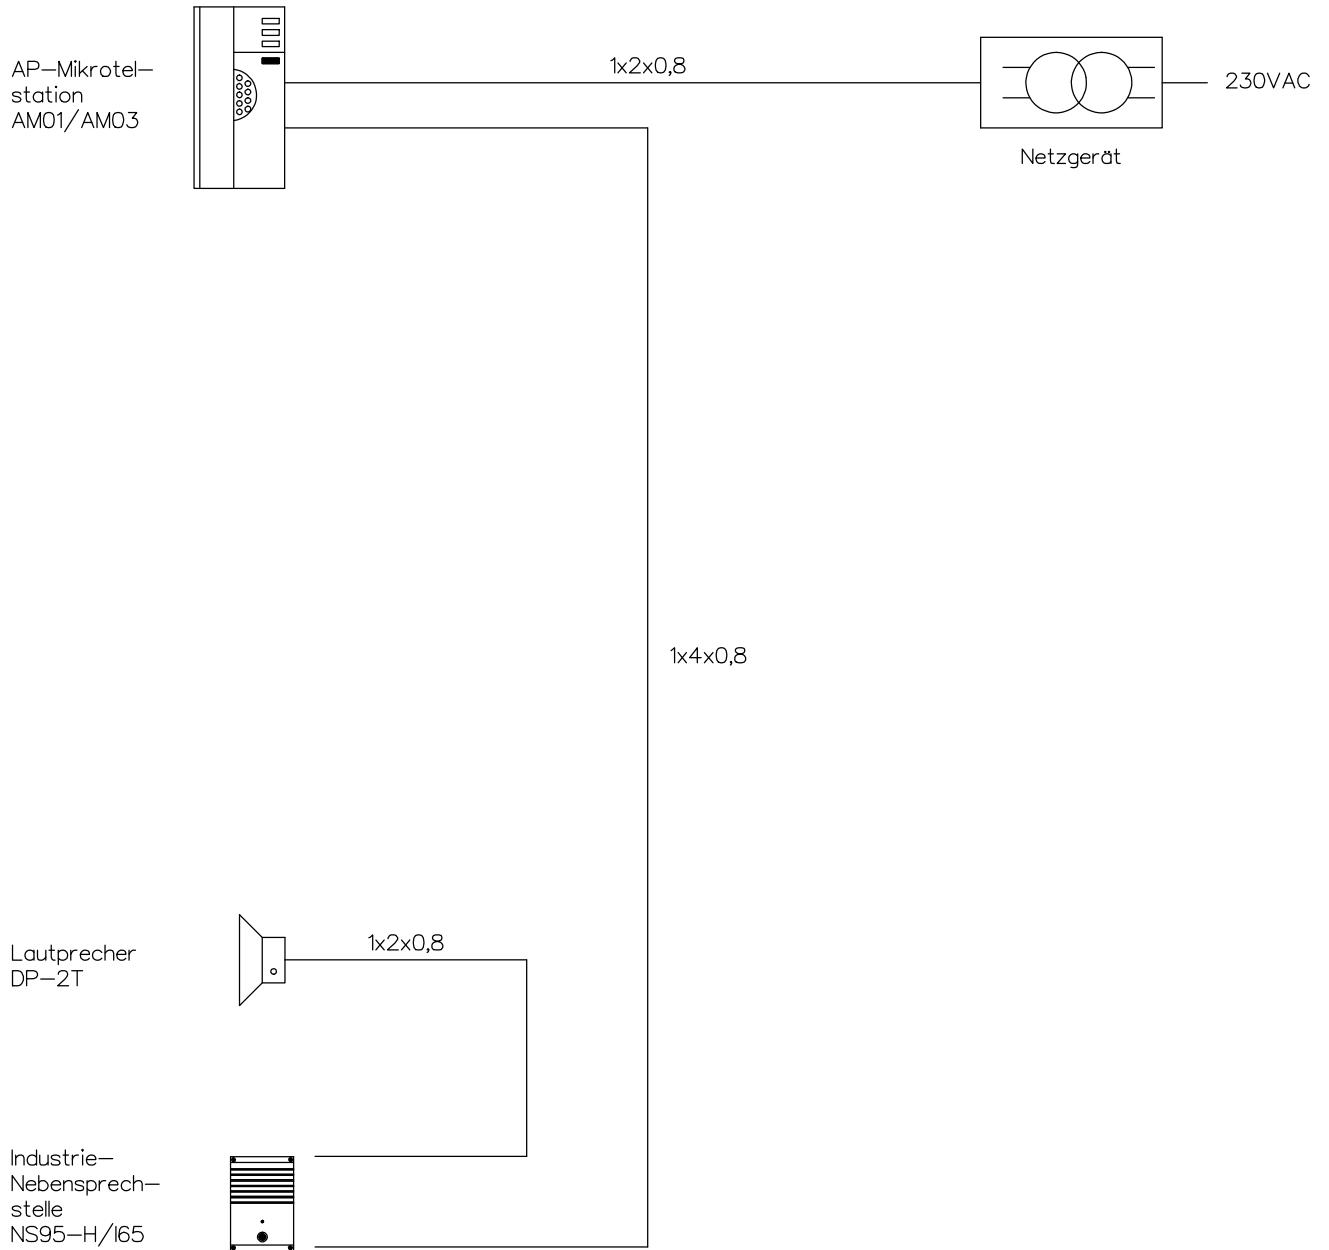 AP-Mikrotel-
station
AM01/AM03
1x2x0,8
230VAC
Netzgerät
1x4x0,8
Lautprecher
DP-2T
1x2x0,8
Industrie-
Nebensprech-
stelle
NS95-H/I65